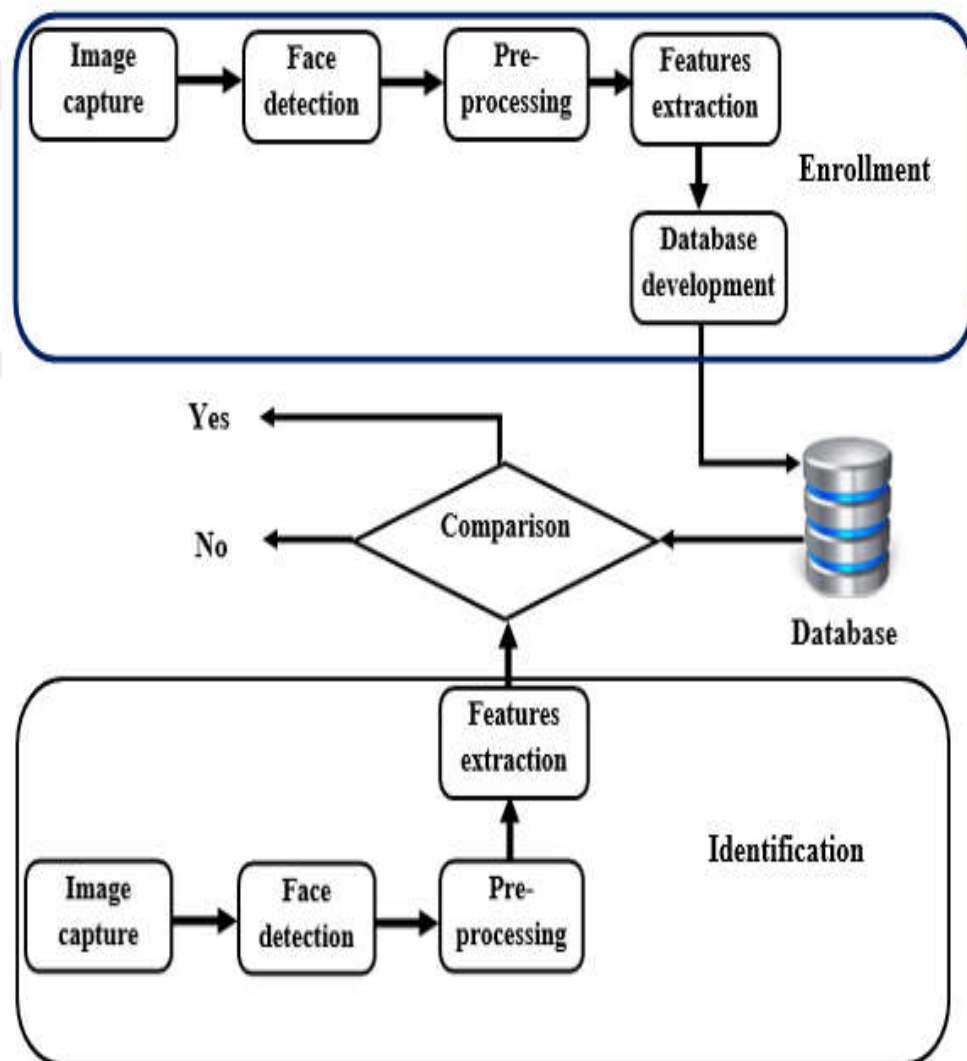 Image
capture
Face
detection
Pre-
processing
Features
extraction
Enrollment
Database
development
Yes
No
Comparison
Database
Features
extraction
Identification
Image
capture
Face
detection
Pre-
processing